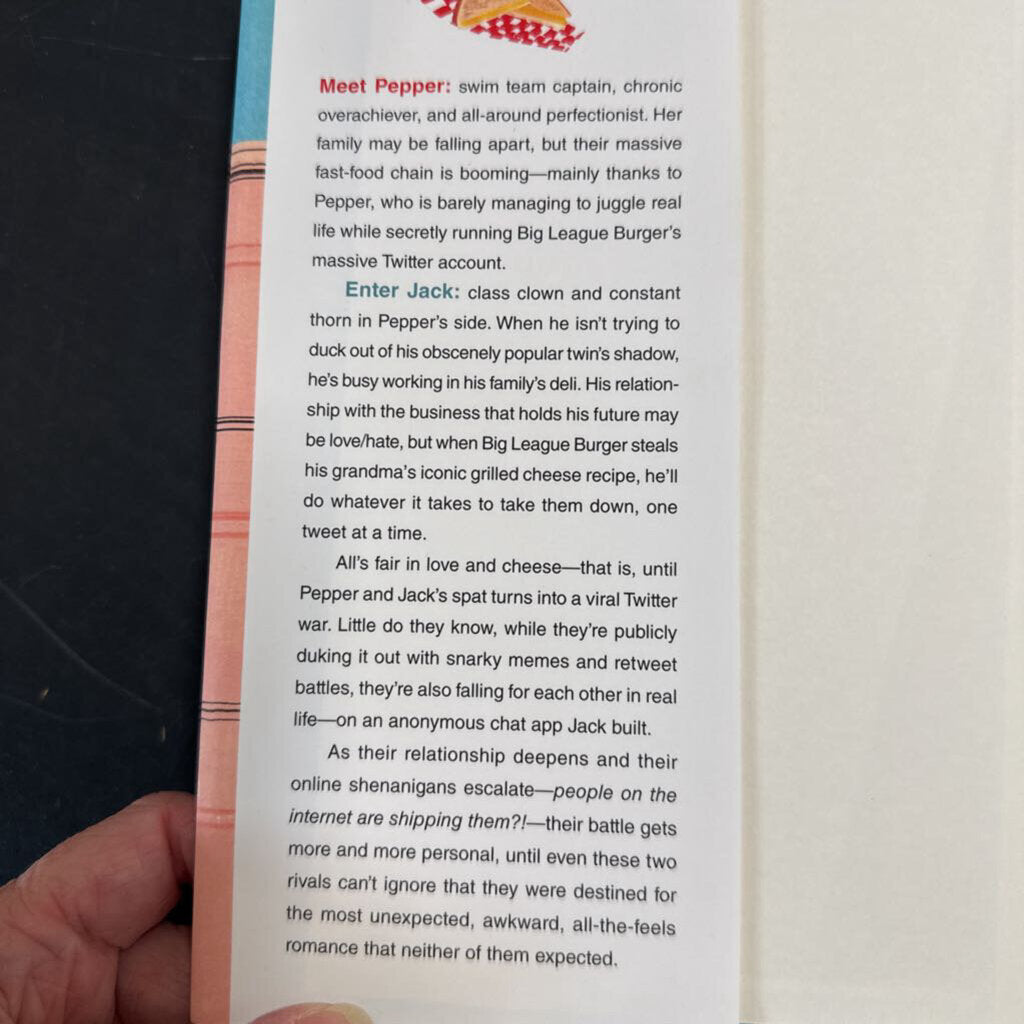 Meet Pepper: swim team captain, chronic
overachiever, and all-around perfectionist. Her
family may be falling apart, but their massive
fast-food chain is booming—mainly thanks to
Pepper, who is barely managing to juggle real
life while secretly running Big League Burger's
massive Twitter account.
Enter Jack: class clown and constant
thorn in Pepper's side. When he isn't trying to
duck out of his obscenely popular twin's shadow,
he's busy working in his family's deli. His relation-
ship with the business that holds his future may
be love/hate, but when Big League Burger steals
his grandma's iconic grilled cheese recipe, he'll
do whatever it takes to take them down, one
tweet at a time.
All's fair in love and cheese—that is, until
Pepper and Jack's spat turns into a viral Twitter
war. Little do they know, while they're publicly
duking it out with snarky memes and retweet
battles, they're also falling for each other in real
life—on an anonymous chat app Jack built.
As their relationship deepens and their
online shenanigans escalate—people on the
internet are shipping them?!—their battle gets
more and more personal, until even these two
rivals can't ignore that they were destined for
the most unexpected, awkward, all-the-feels
romance that neither of them expected.